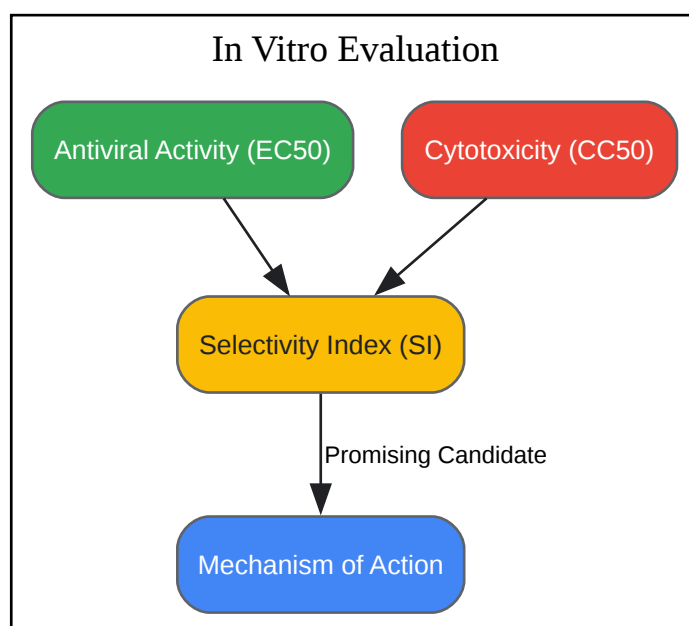 In Vitro Evaluation
Antiviral Activity (EC50)
Cytotoxicity (CC50)
Selectivity Index (SI)
Promising Candidate
Mechanism of Action